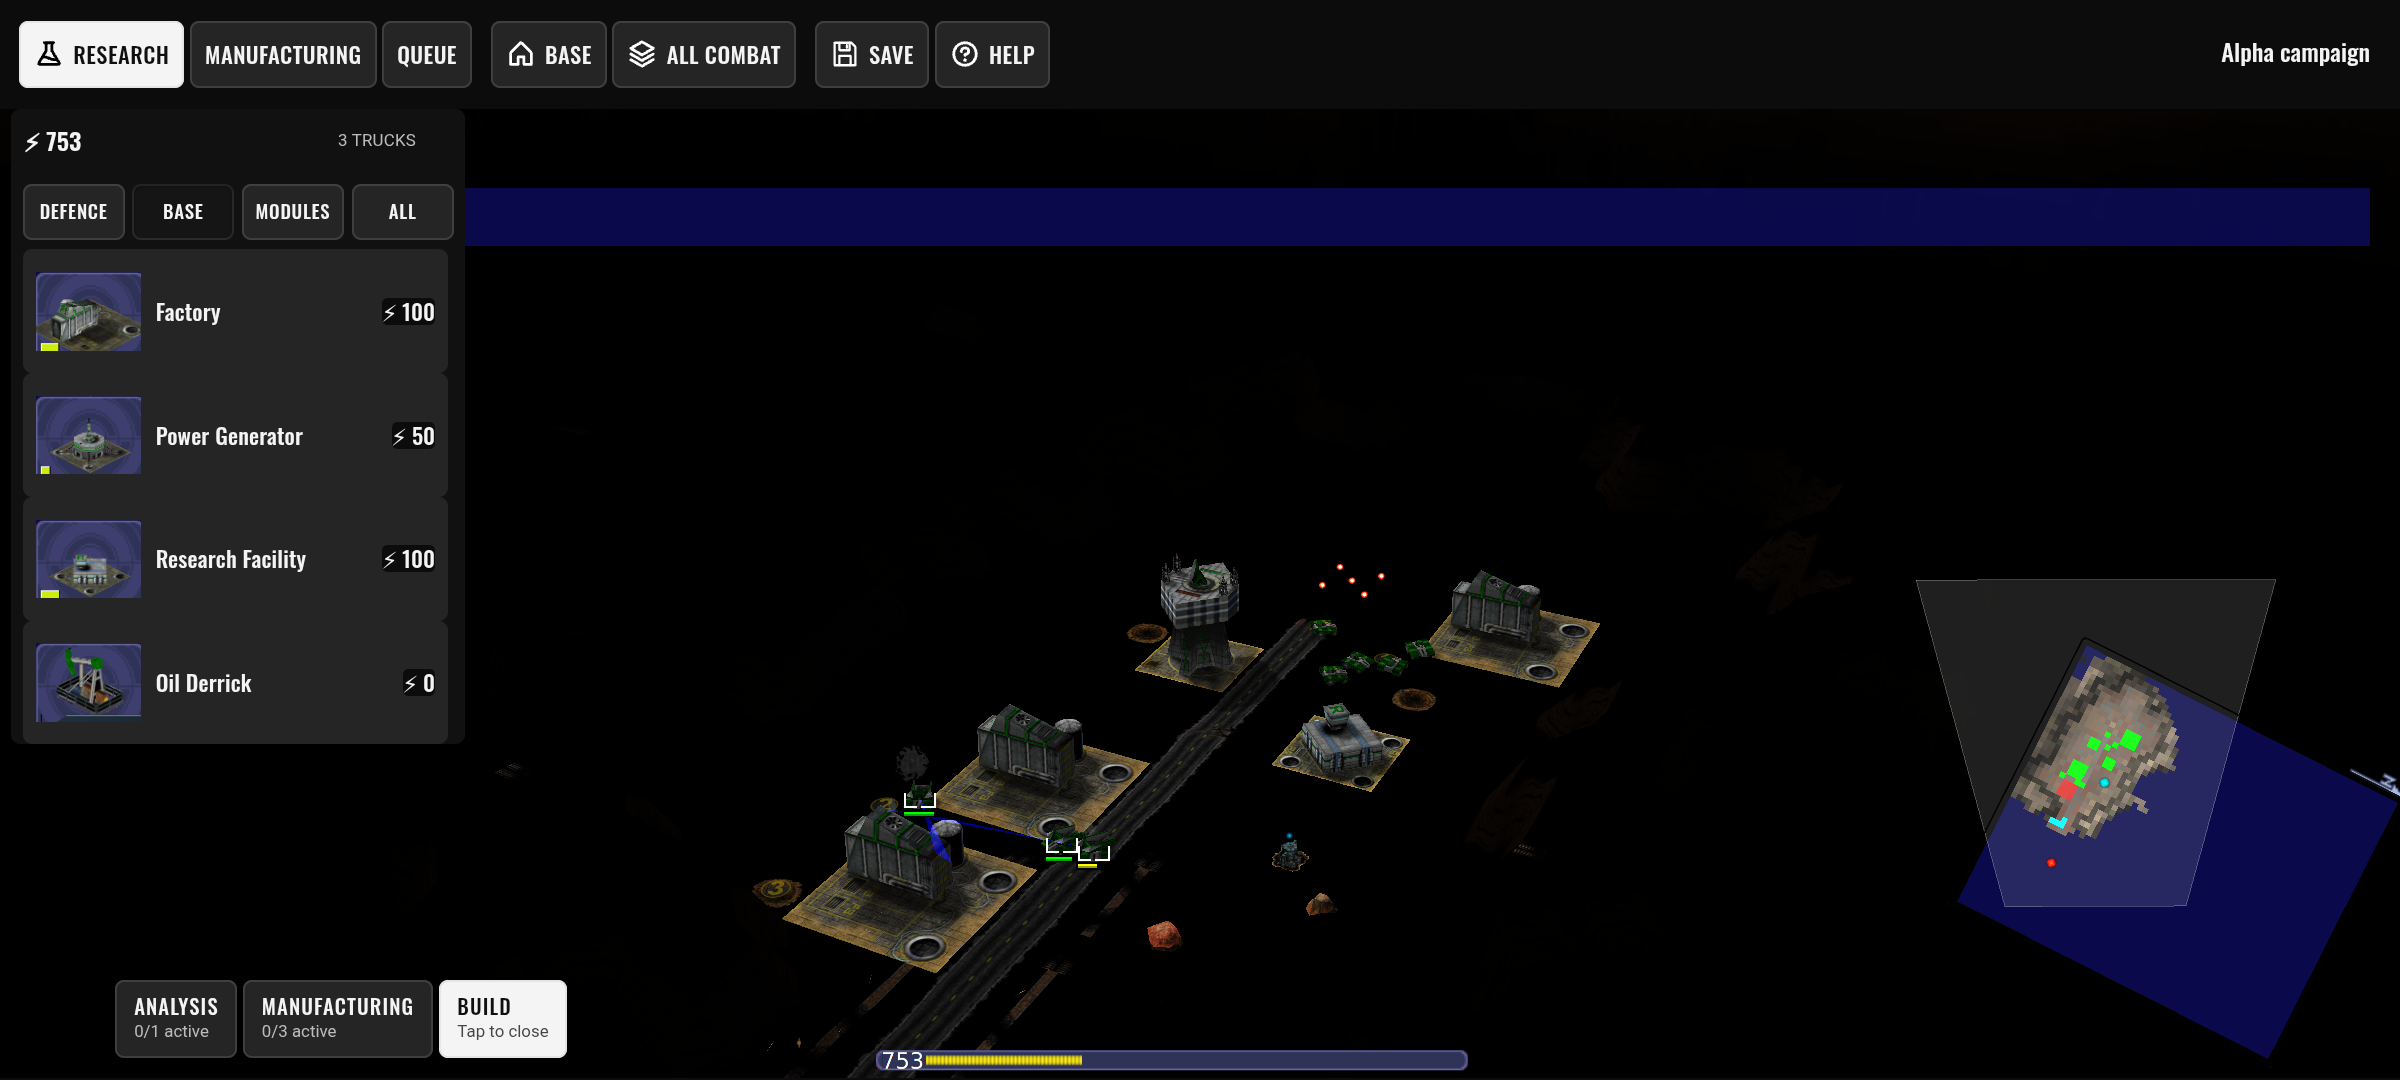 RESEARCH
MANUFACTURING
QUEUE
BASE
ALL COMBAT
SAVE
HELP
Alpha campaign
753
3 TRUCKS
DEFENCE
BASE
MODULES
ALL
Factory
100
Power Generator
50
Research Facility
100
Oil Derrick
0
2
3
N
ANALYSIS
0/1 active
MANUFACTURING
0/3 active
BUILD
Tap to close
753